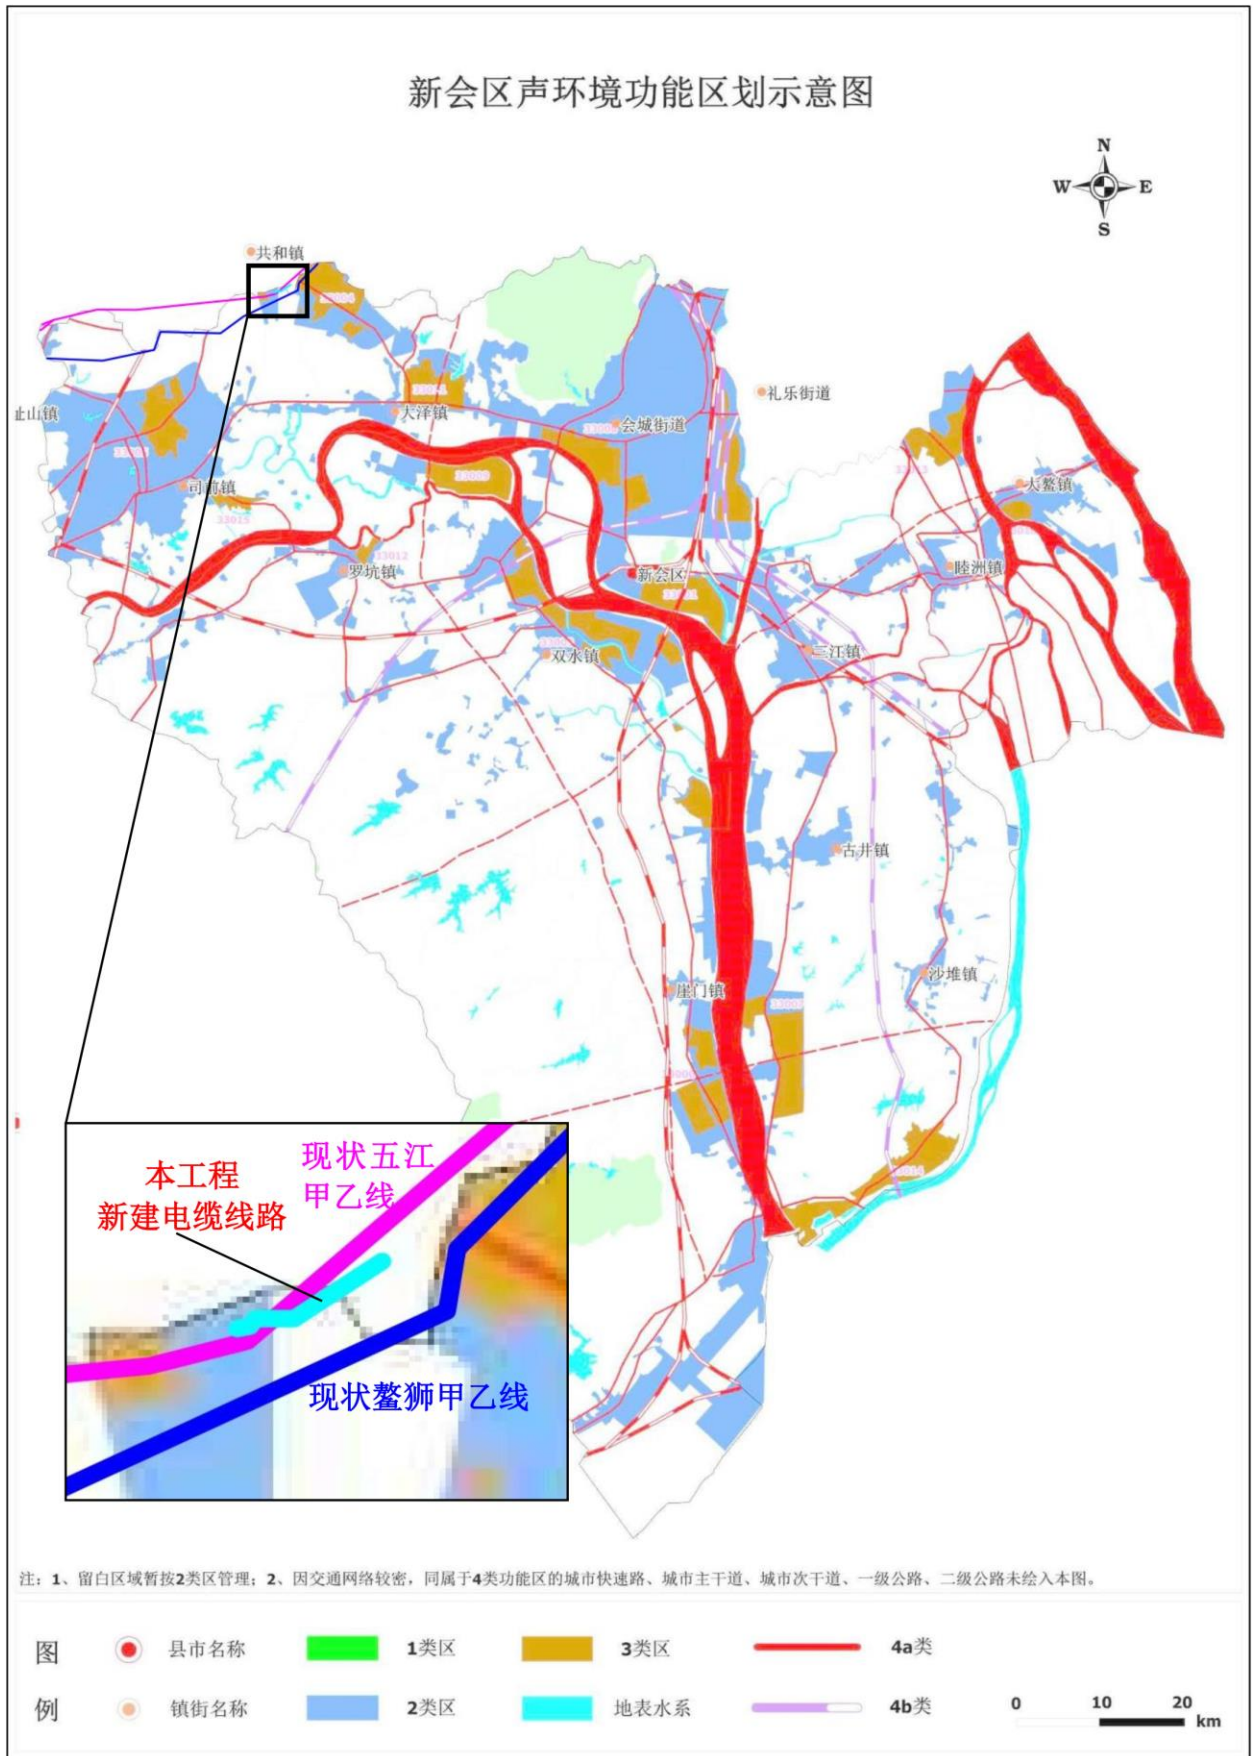 新会区声环境功能区划示意图
N
W
E
S
共和镇
礼乐街道
大泽镇
会城街道
址山镇
司前镇
大鳌镇
33009
33015
33012
罗坑镇
新会区
睦洲镇
双水镇
三江镇
古井镇
沙堆镇
崖门镇
现状五江
甲乙线
本工程
新建电缆线路
现状鳌狮甲乙线
注：1、留白区域暂按2类区管理；2、因交通网络较密，同属于4类功能区的城市快速路、城市主干道、城市次干道、一级公路、二级公路未绘入本图。
图
例
县市名称
1类区
3类区
4a类
镇街名称
2类区
地表水系
4b类
0 10 20
km